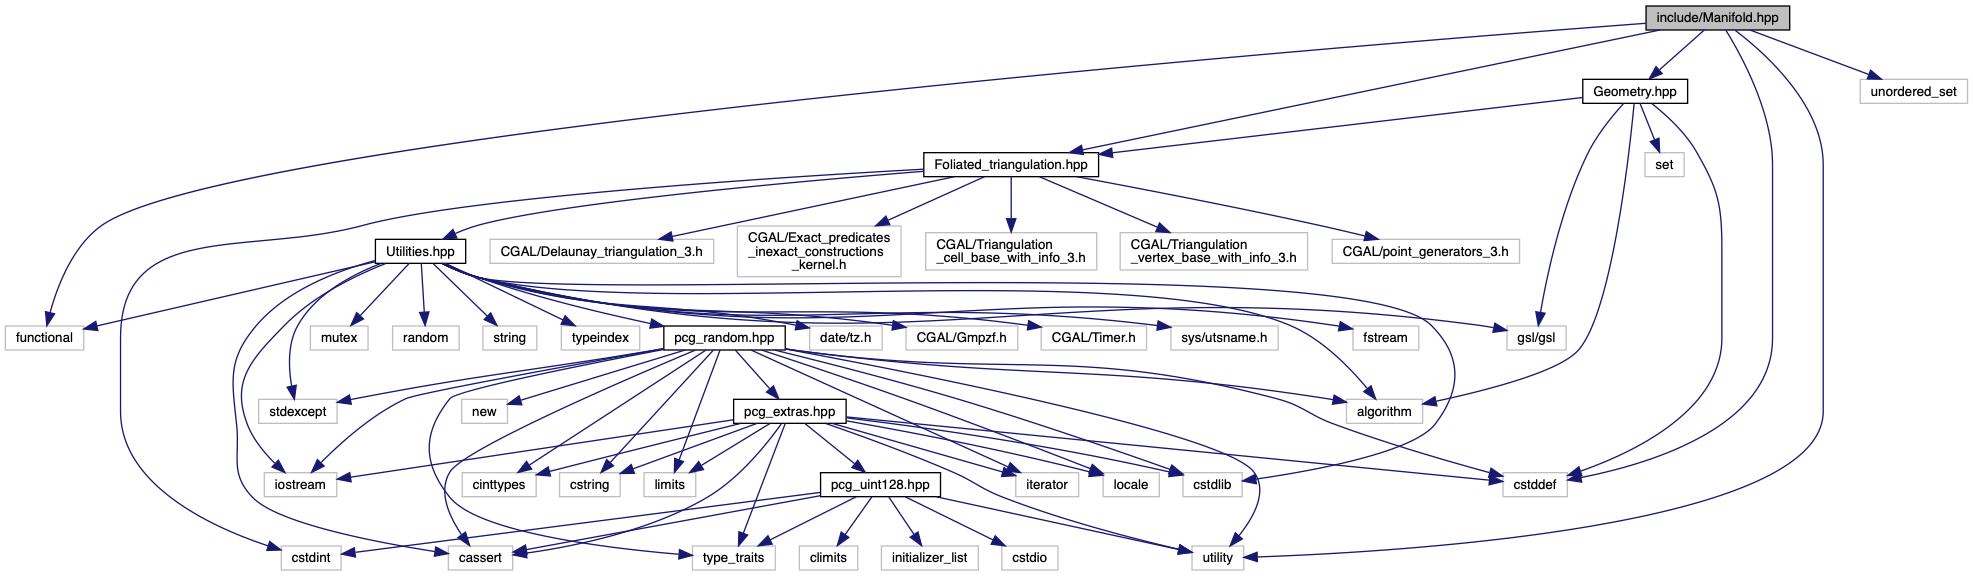 include/Manifold.hpp
Geometry.hpp
unordered_set
Foliated_triangulation.hpp
set
Utilities.hpp
CGAL/Delaunay_triangulation_3.h
CGAL/Exact_predicates
_inexact_constructions
_kernel.h
CGAL/Triangulation
_cell_base_with_info_3.h
CGAL/Triangulation
_vertex_base_with_info_3.h
CGAL/point_generators_3.h
functional
mutex
random
string
typeindex
pcg_random.hpp
date/tz.h
CGAL/Gmpzf.h
CGAL/Timer.h
sys/utsname.h
fstream
gsl/gsl
stdexcept
new
pcg_extras.hpp
algorithm
iostream
cinttypes
cstring
limits
pcg_uint128.hpp
iterator
locale
cstdlib
cstddef
cstdint
cassert
type_traits
climits
initializer_list
cstdio
utility